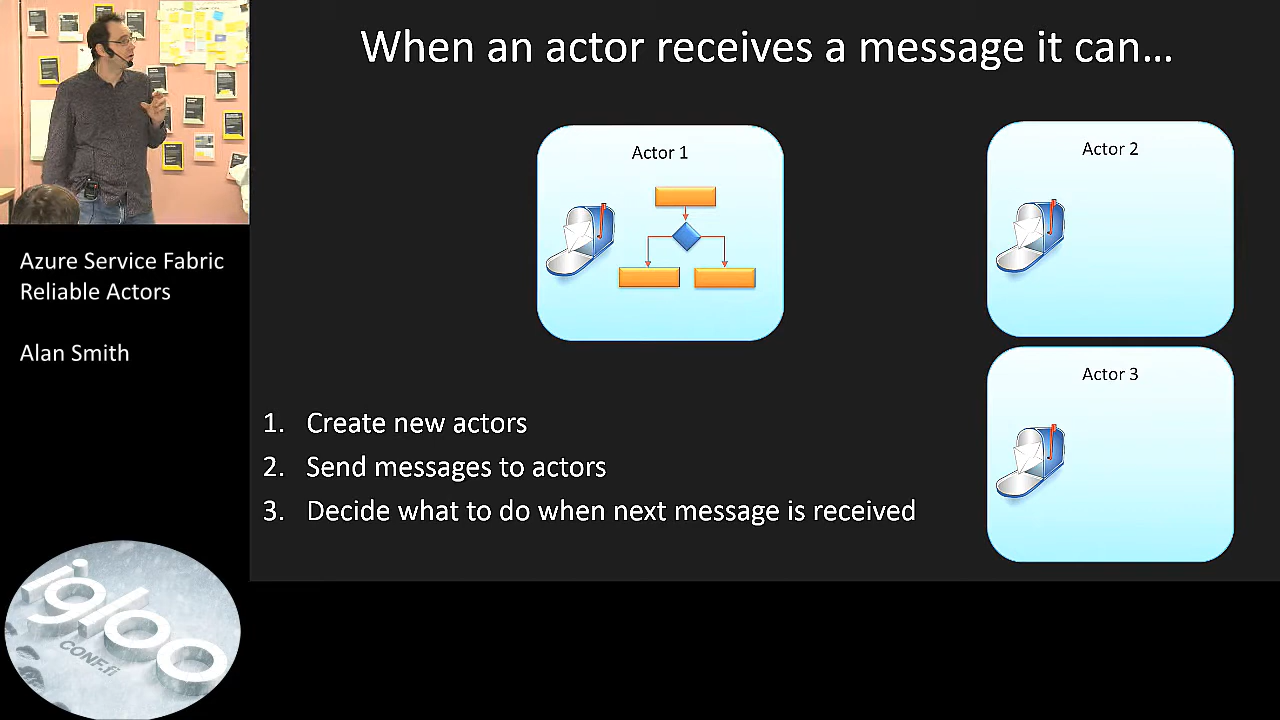 When an actor receives a message it can…
Actor 1
Actor 2
Actor 3
1. Create new actors
2. Send messages to actors
3. Decide what to do when next message is received
Azure Service Fabric
Reliable Actors
Alan Smith
igloo
CONF.fi